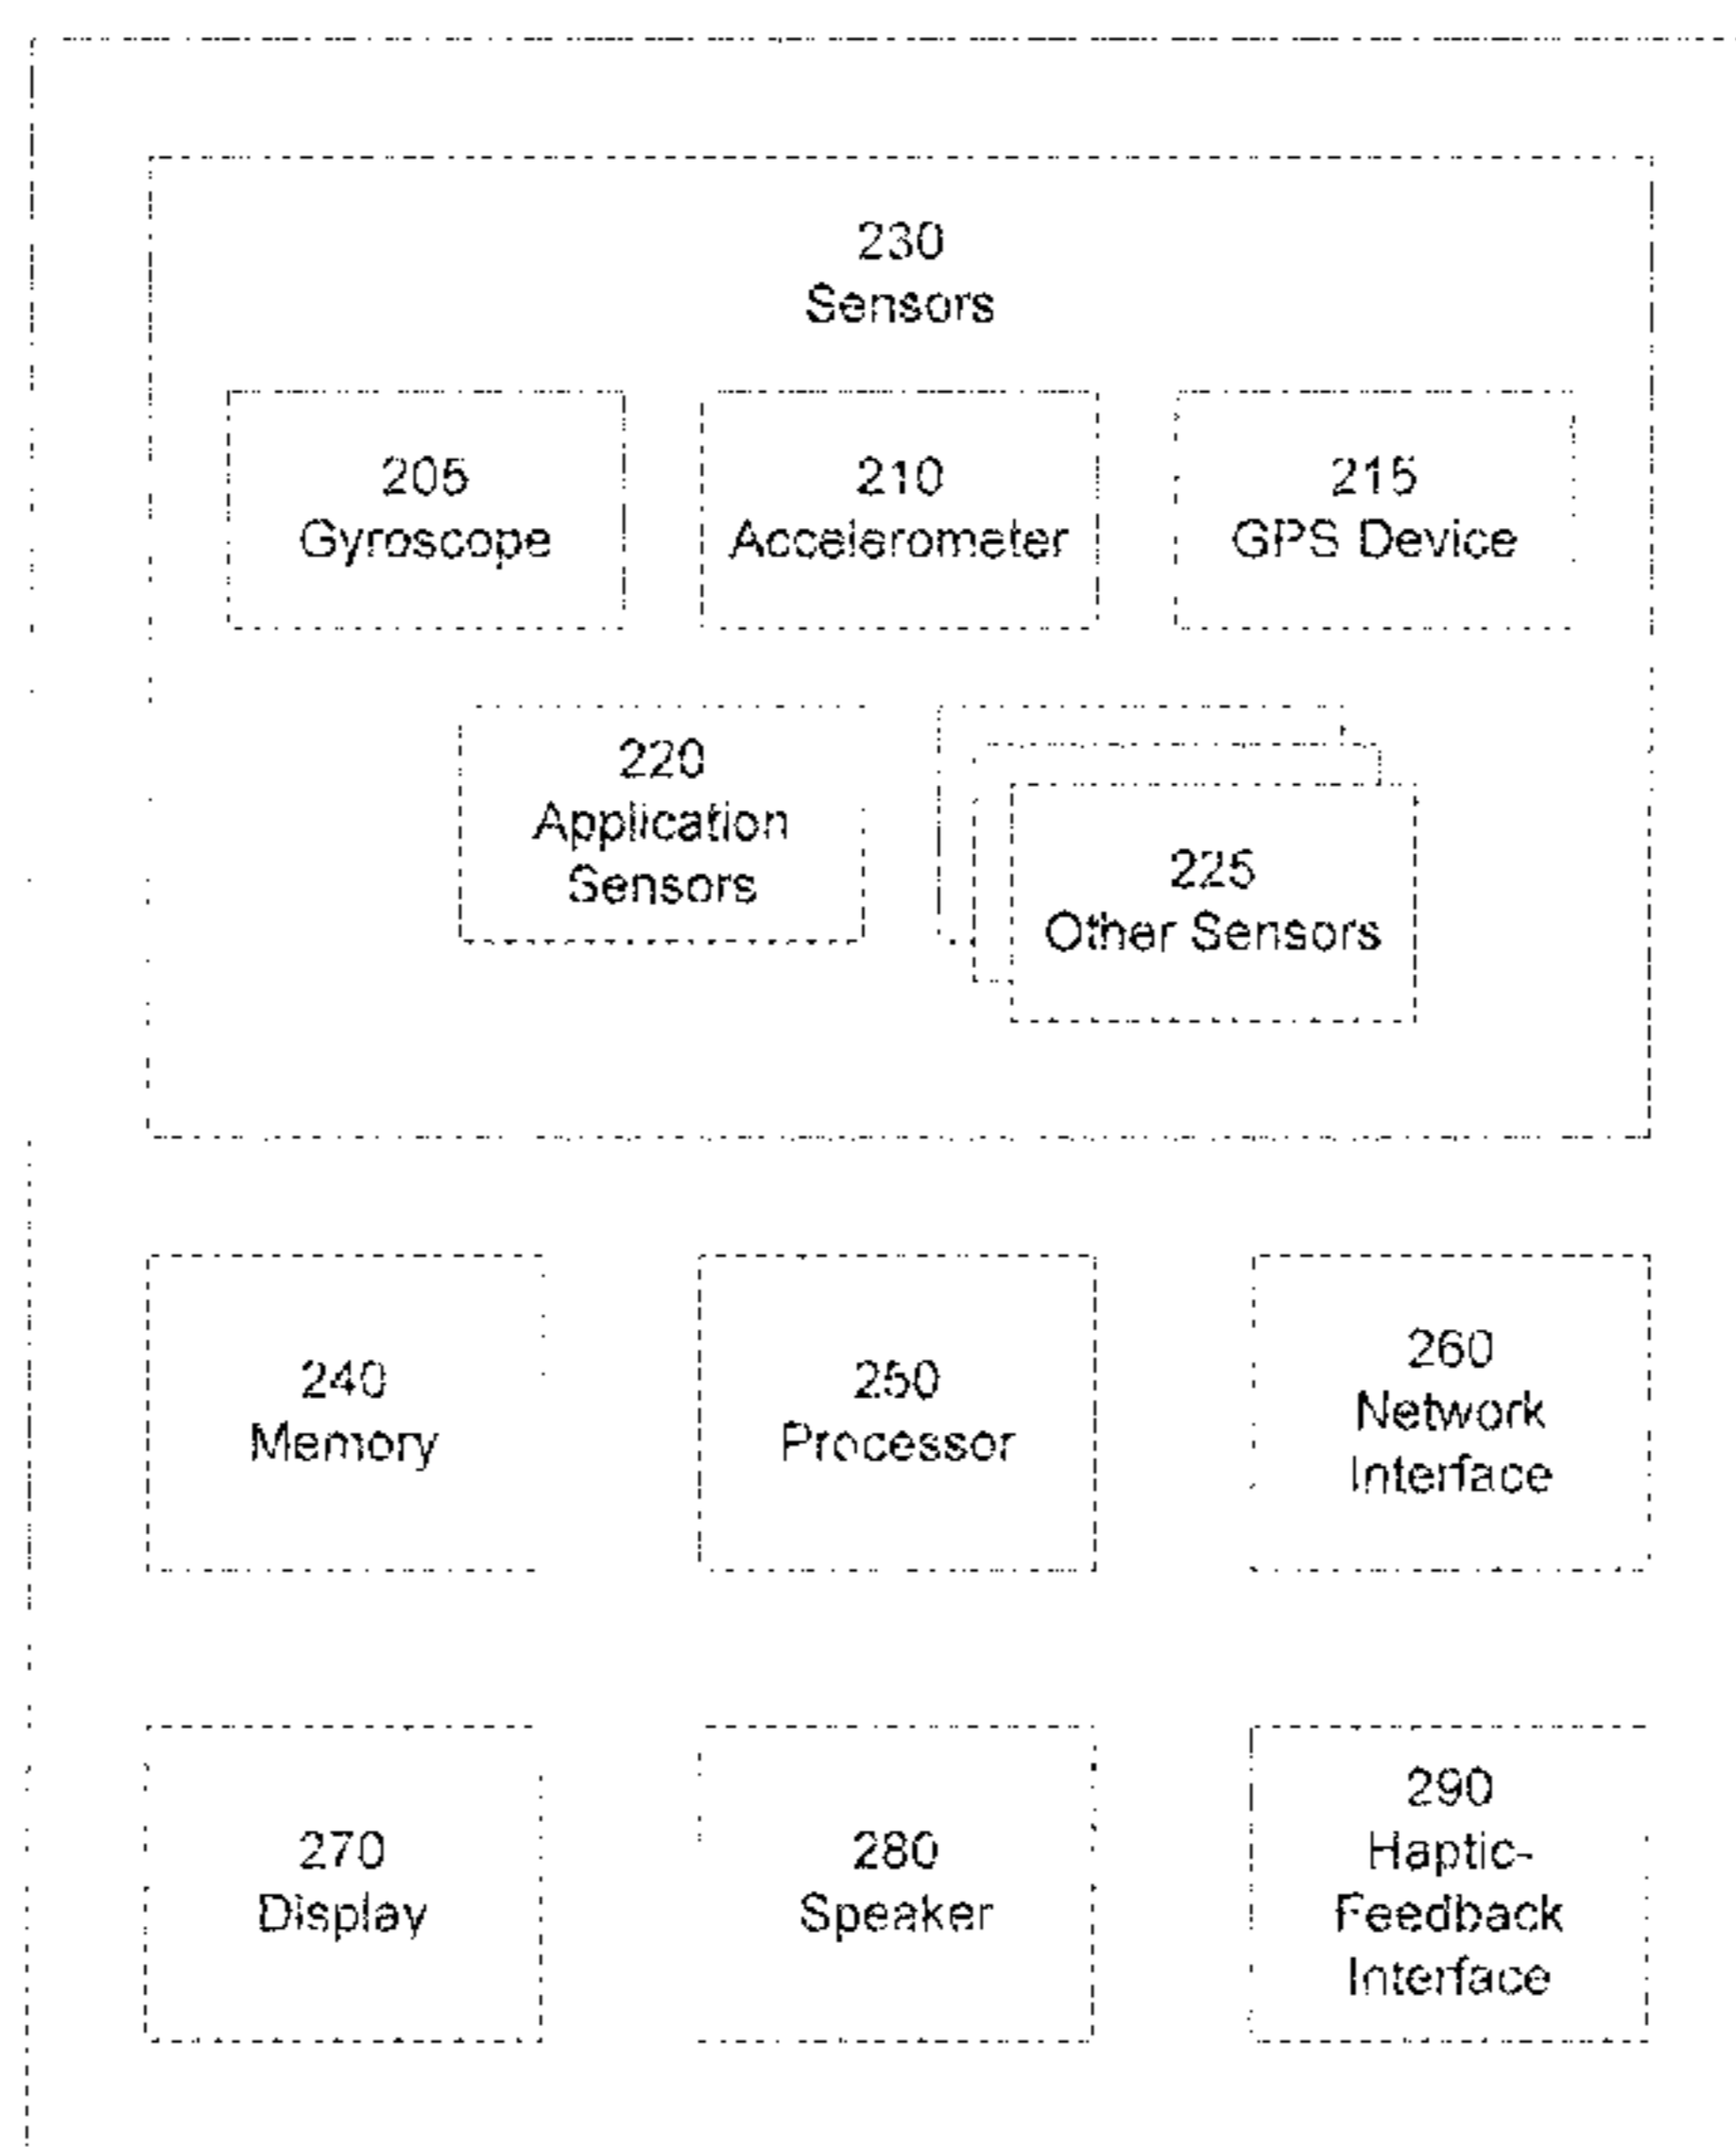 230
Sensors
205
Gyroscope
210
Accelerometer
215
GPS Device
220
Application
Sensors
225
Other Sensors
240
Memory
250
Processor
260
Network
Interface
270
Display
280
Speaker
290
Haptic-
Feedback
Interface